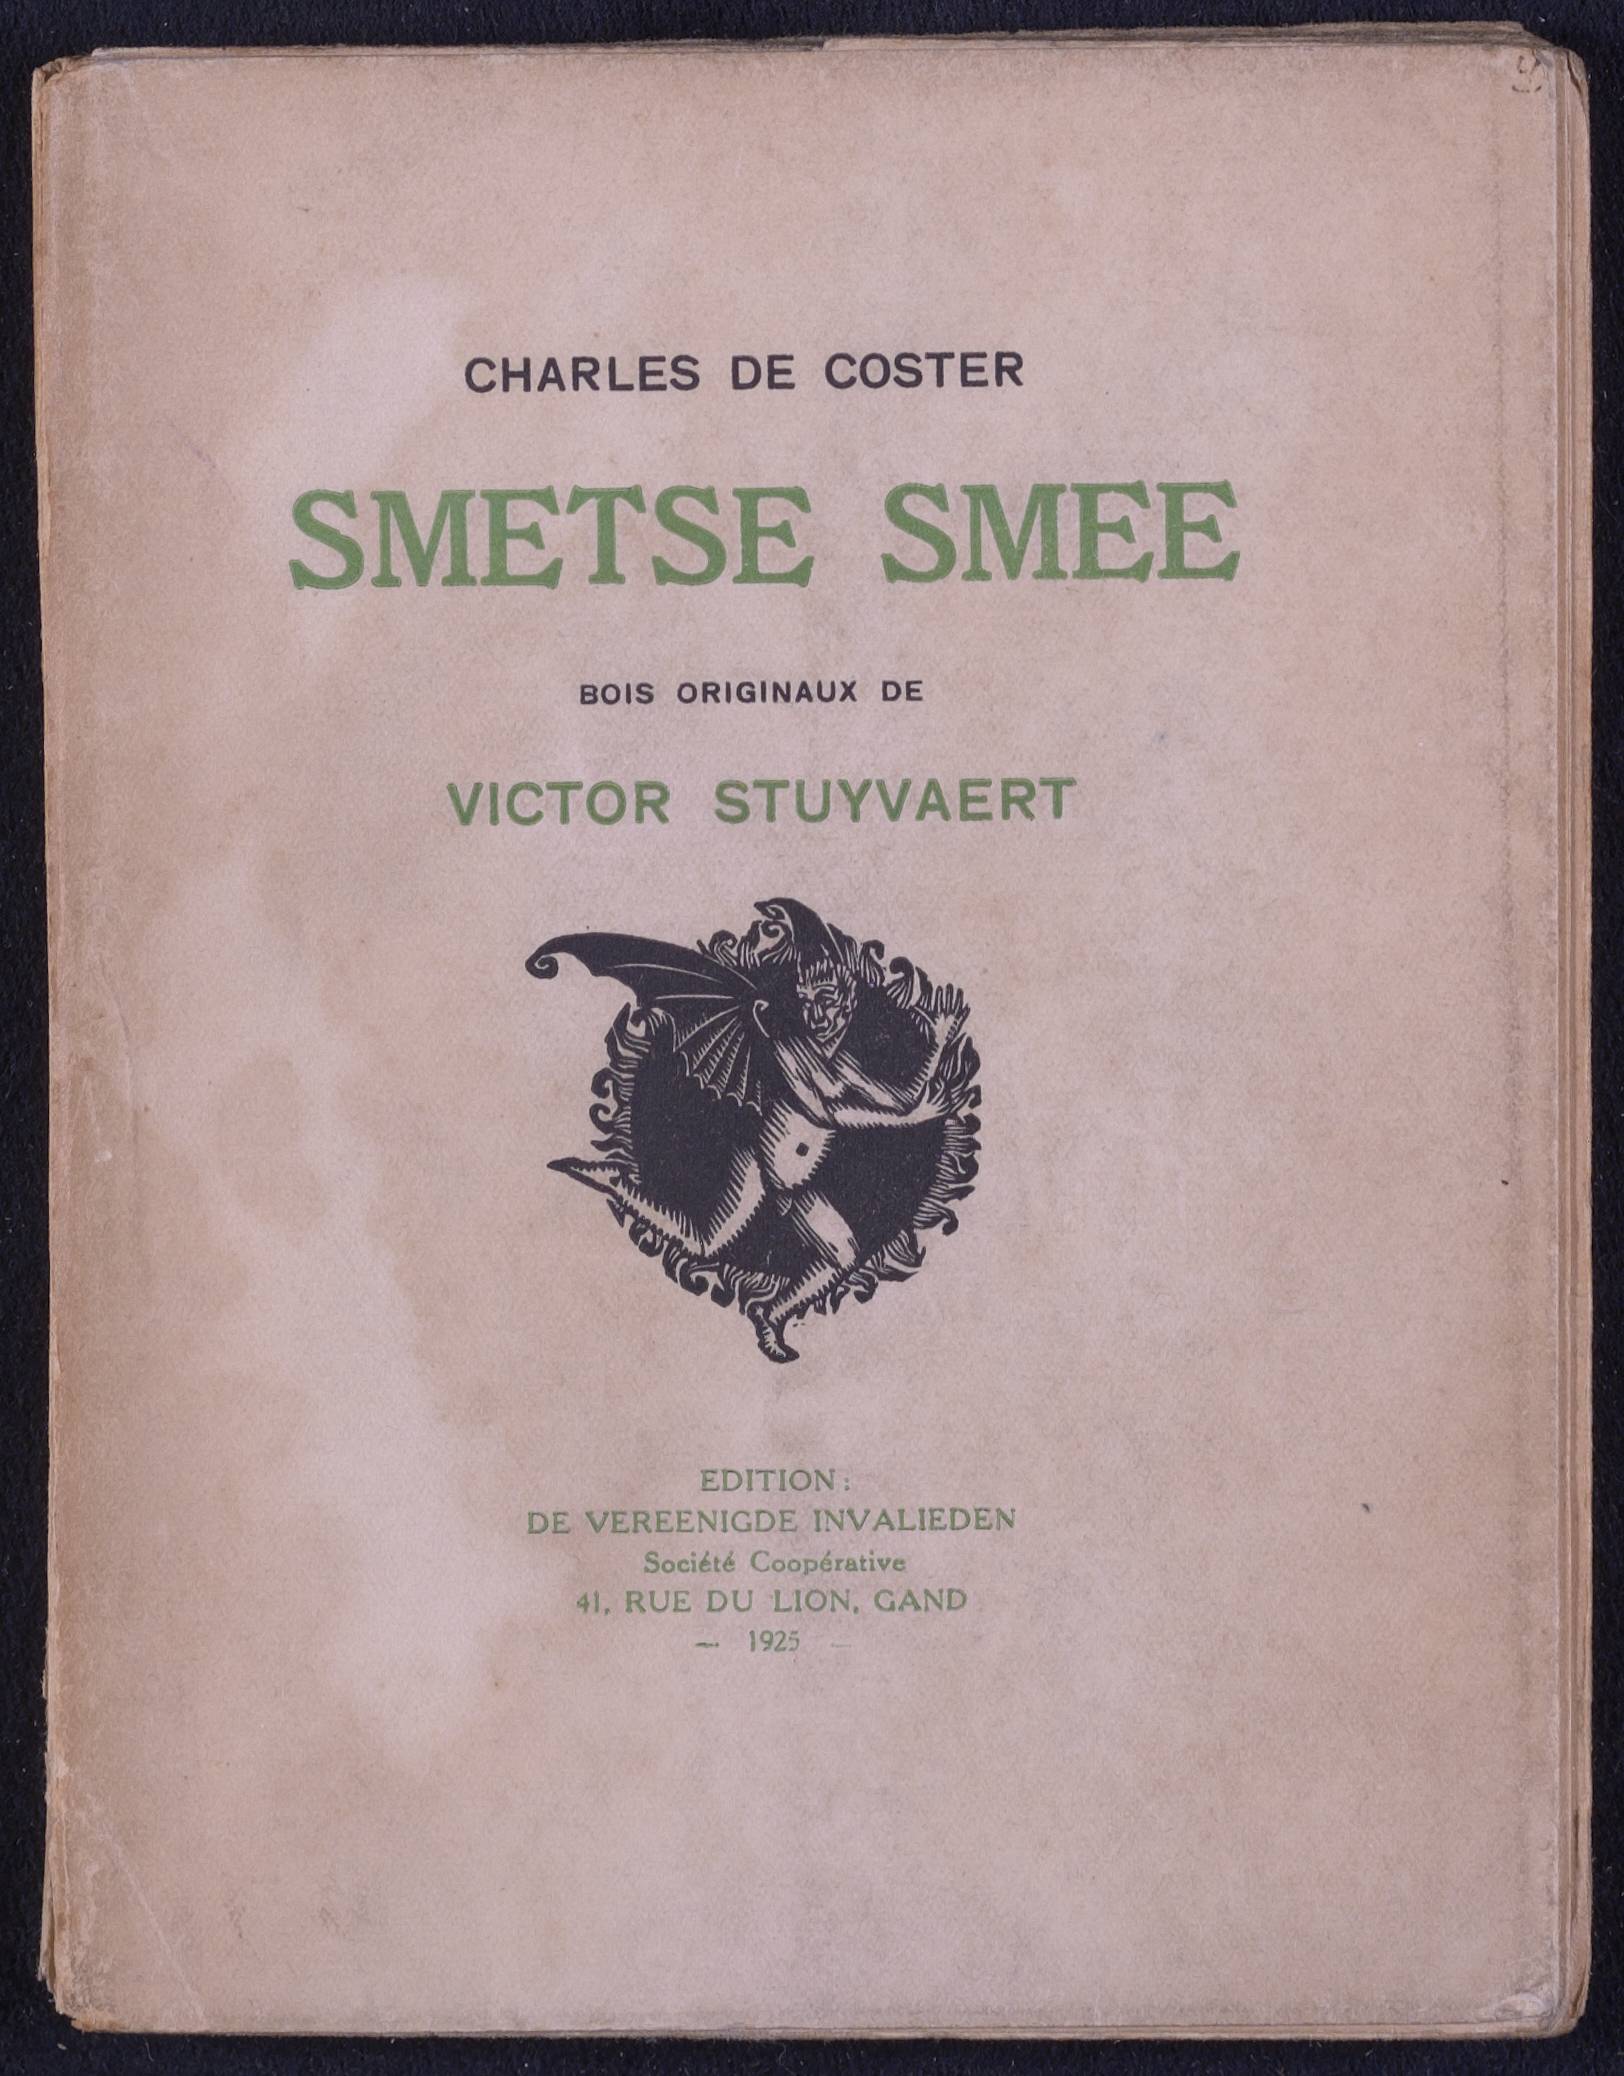 CHARLES DE COSTER
SMETSE SMEE
BOIS ORIGINAUX DE
VICTOR STUYVAERT
EDITION:
DE VEREENIGDE INVALIEDEN
Société Coopérative
41, RUE DU LION, GAND
— 1925 —